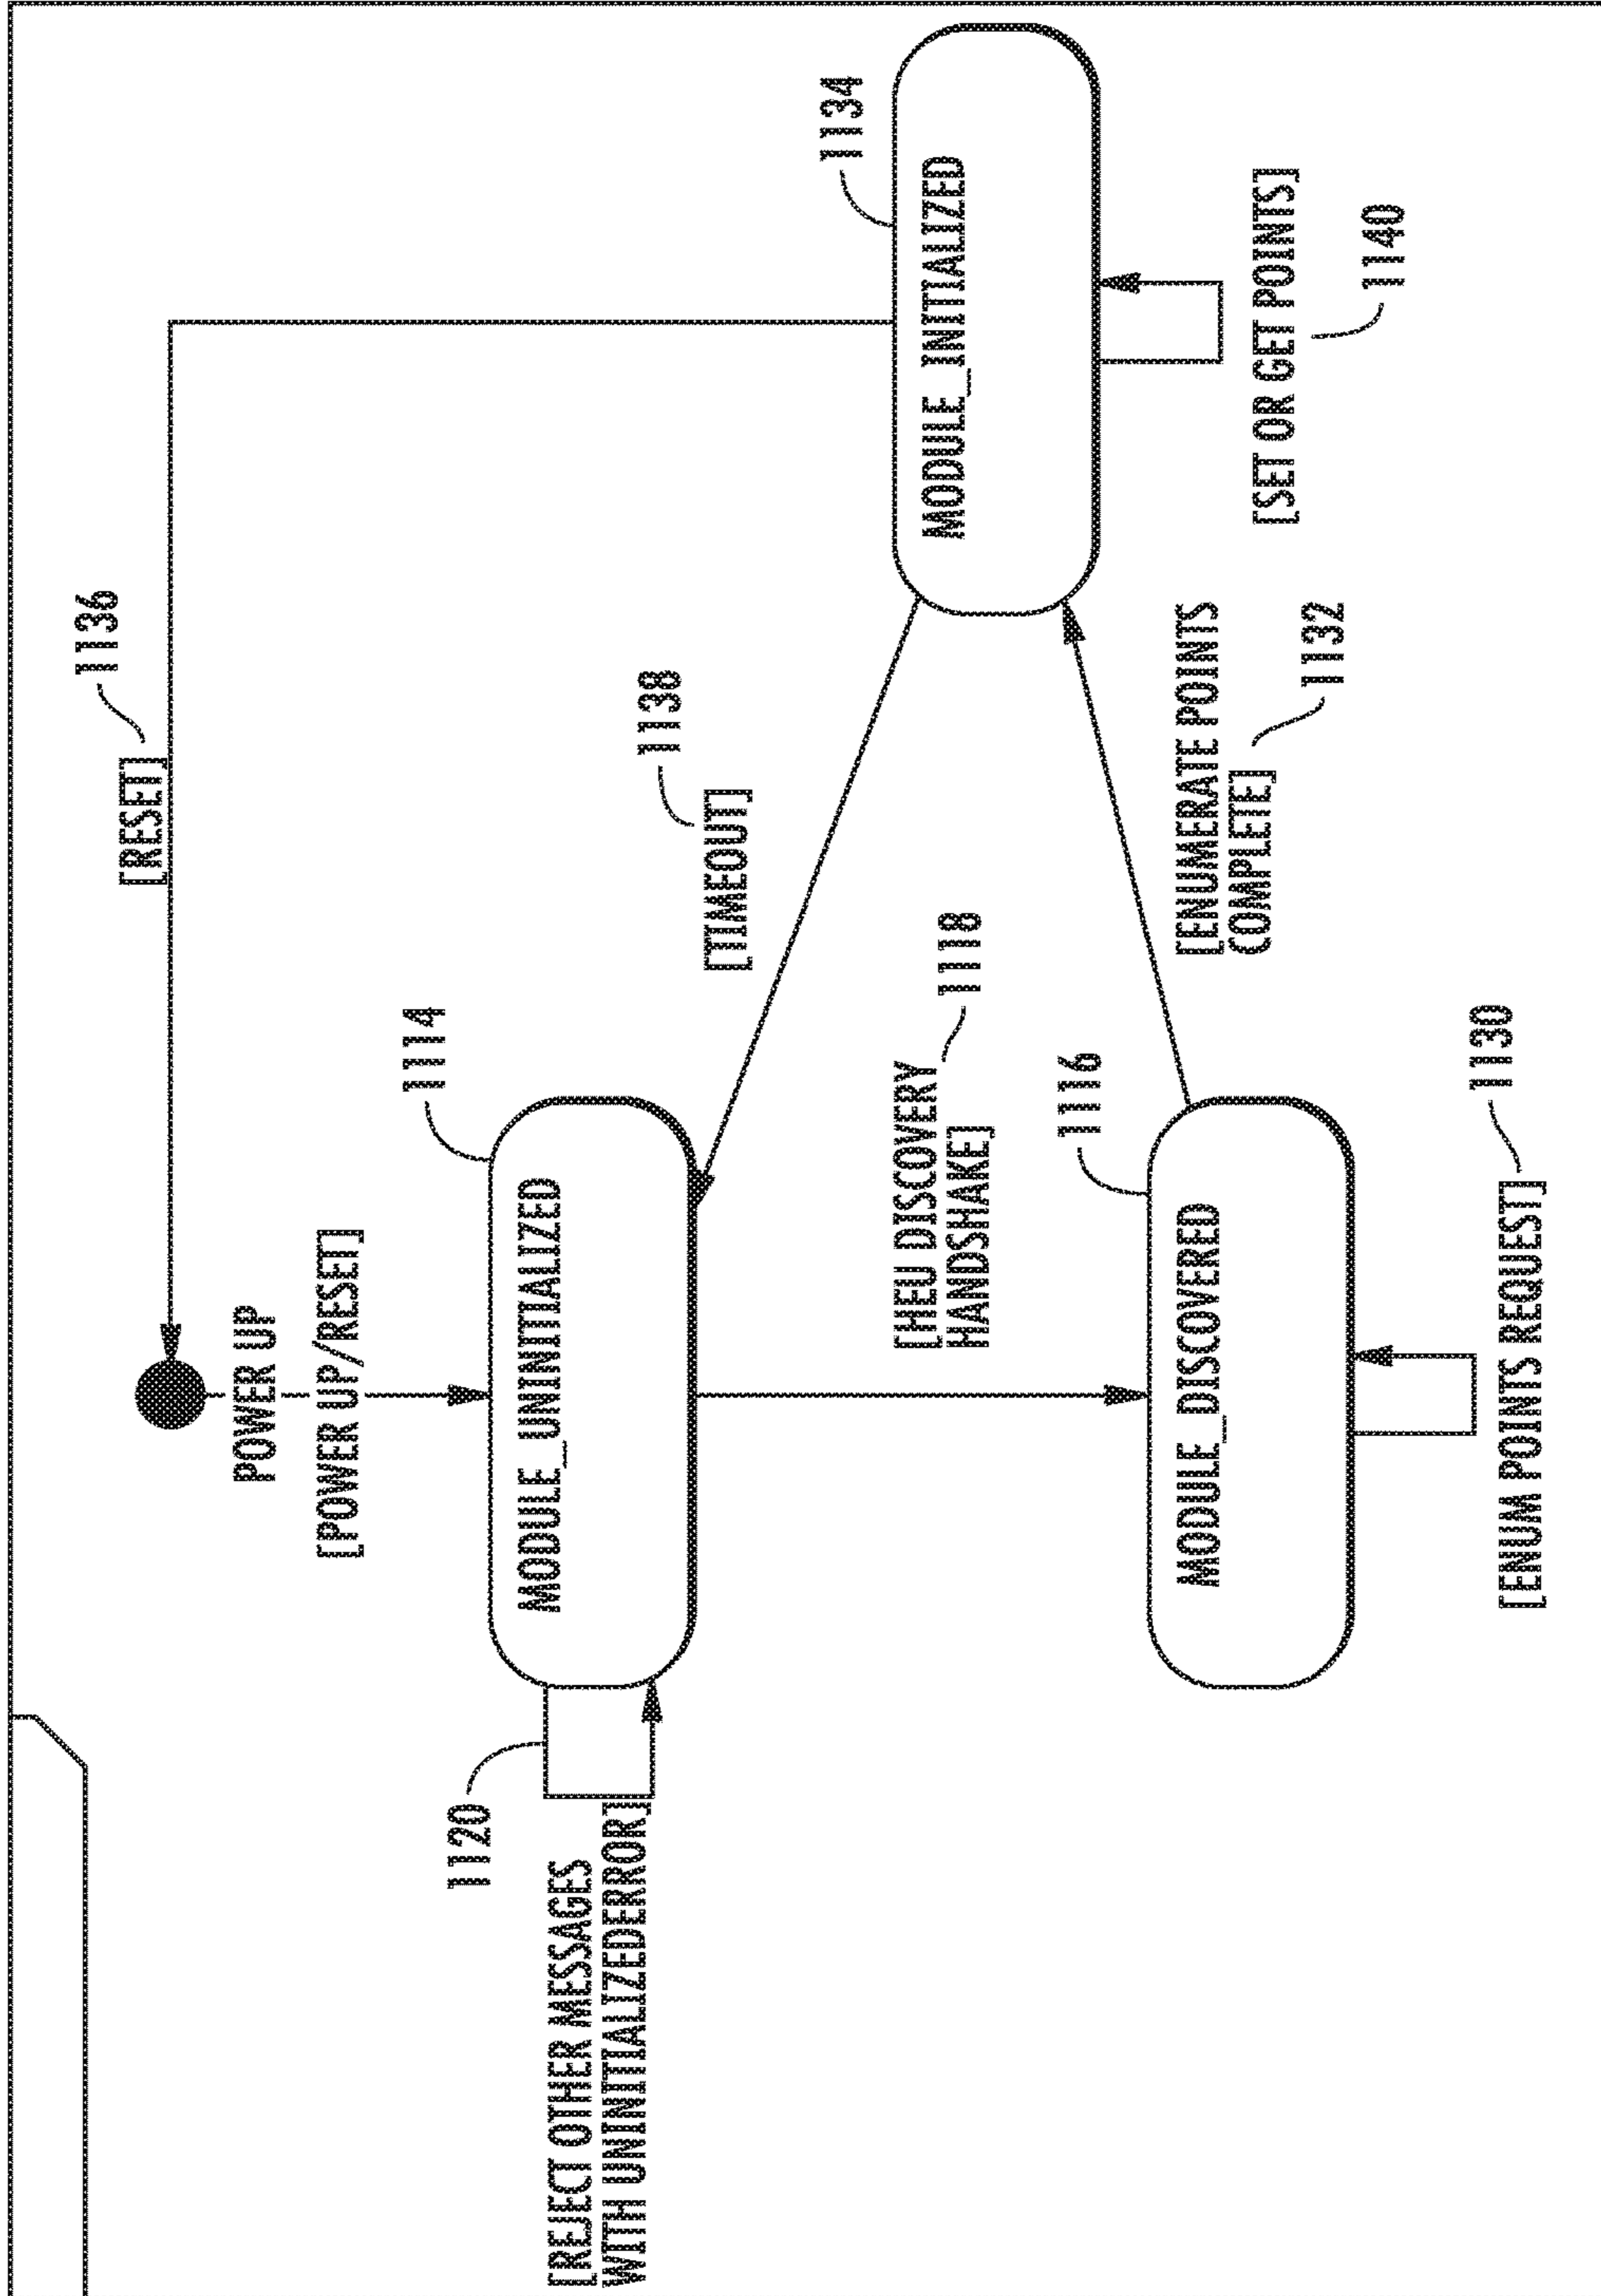 1136
[RESET]
POWER UP
[POWER UP/RESET]
1114
MODULE_UNINITIALIZED
1120
[REJECT OTHER MESSAGES
WITH UNINITIALIZEDERROR]
1138
[TIMEOUT]
1134
MODULE_INITIALIZED
[HEU DISCOVERY
HANDSHAKE]
1118
1116
MODULE_DISCOVERED
[ENUMERATE POINTS
COMPLETE]
1132
[SET OR GET POINTS]
1140
1130
[ENUM POINTS REQUEST]